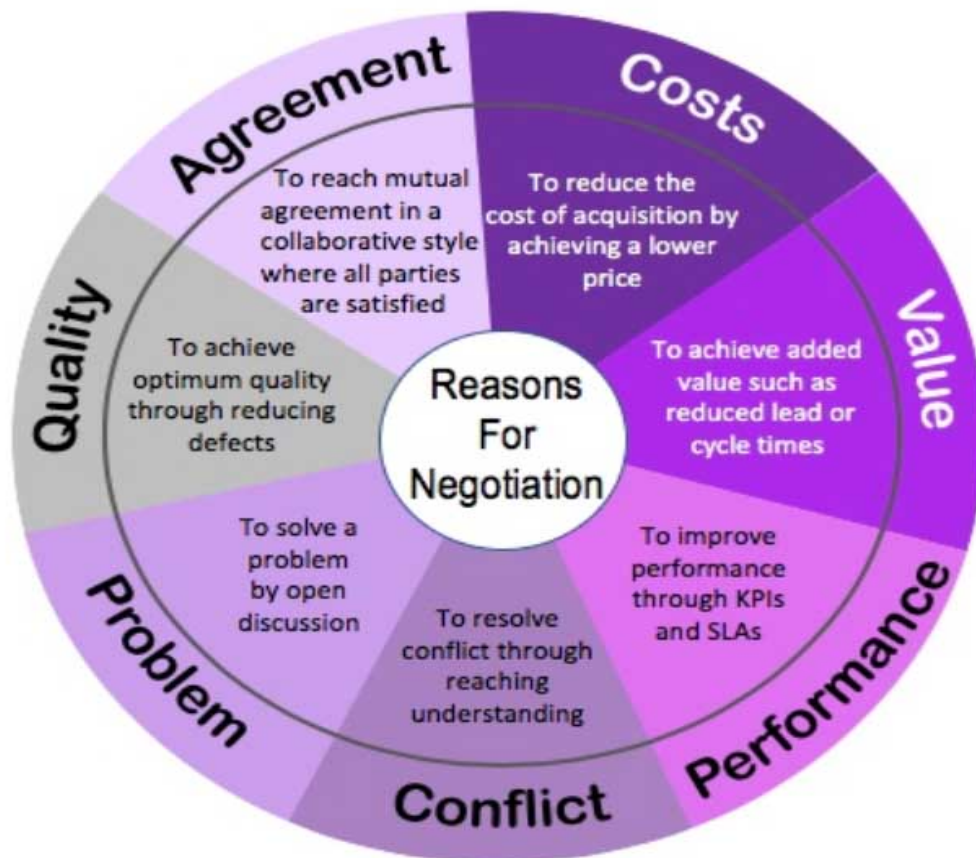 Reasons
For
Negotiation
Costs
To reduce the
cost of acquisition by
achieving a lower
price
Value
To achieve added
value such as
reduced lead or
cycle times
Performance
To improve
performance
through KPIs
and SLAs
Conflict
To resolve
conflict through
reaching
understanding
Problem
To solve a
problem
by open
discussion
Quality
To achieve
optimum quality
through reducing
defects
Agreement
To reach mutual
agreement in a
collaborative style
where all parties
are satisfied